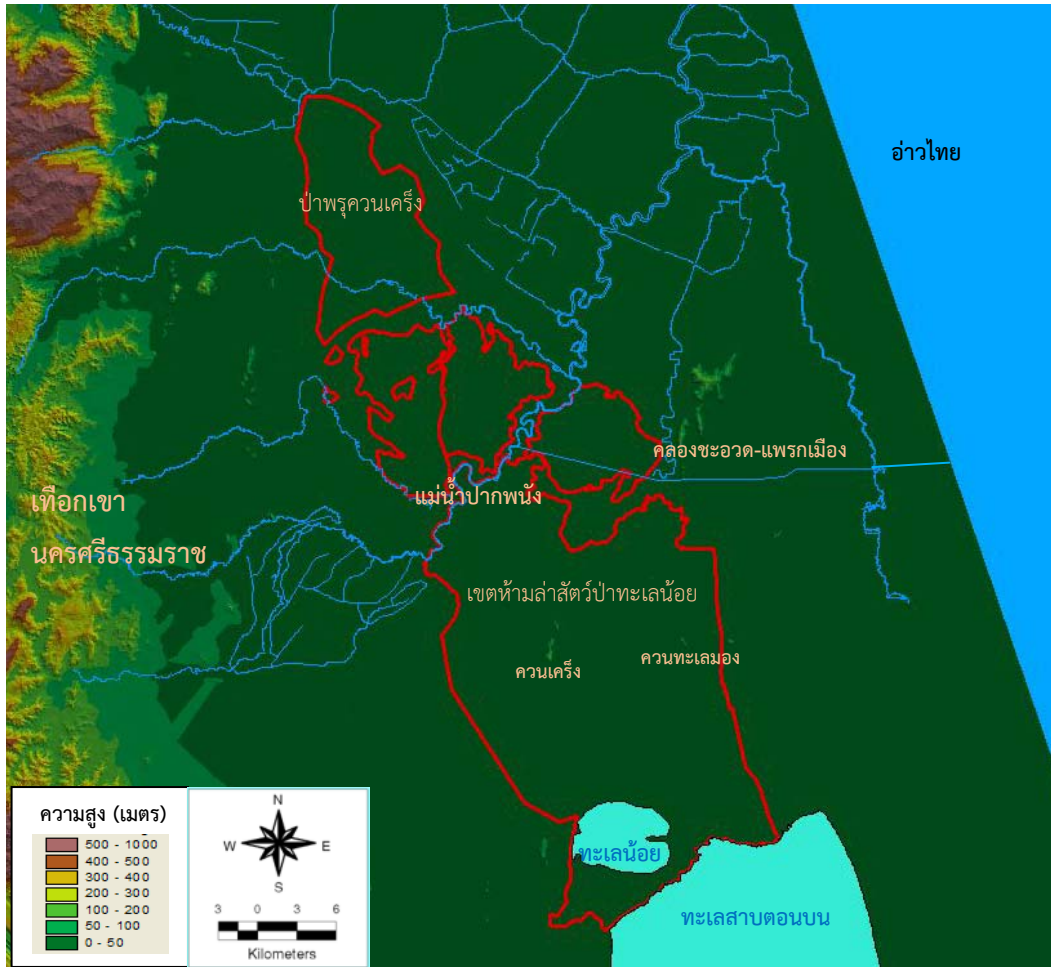 อ่าวไทย
ป่าพรุควนเคร็ง
คลองชะอวด-แพรกเมือง
แม่น้ำปากพนัง
เทือกเขา
นครศรีธรรมราช
เขตห้ามล่าสัตว์ป่าทะเลน้อย
ควนเคร็ง
ควนทะเลมอง
ทะเลน้อย
ทะเลสาบตอนบน
ความสูง (เมตร)
500 - 1000
400 - 500
300 - 400
200 - 300
100 - 200
50 - 100
0 - 50
N
W
E
S
3 0 3 6
Kilometers